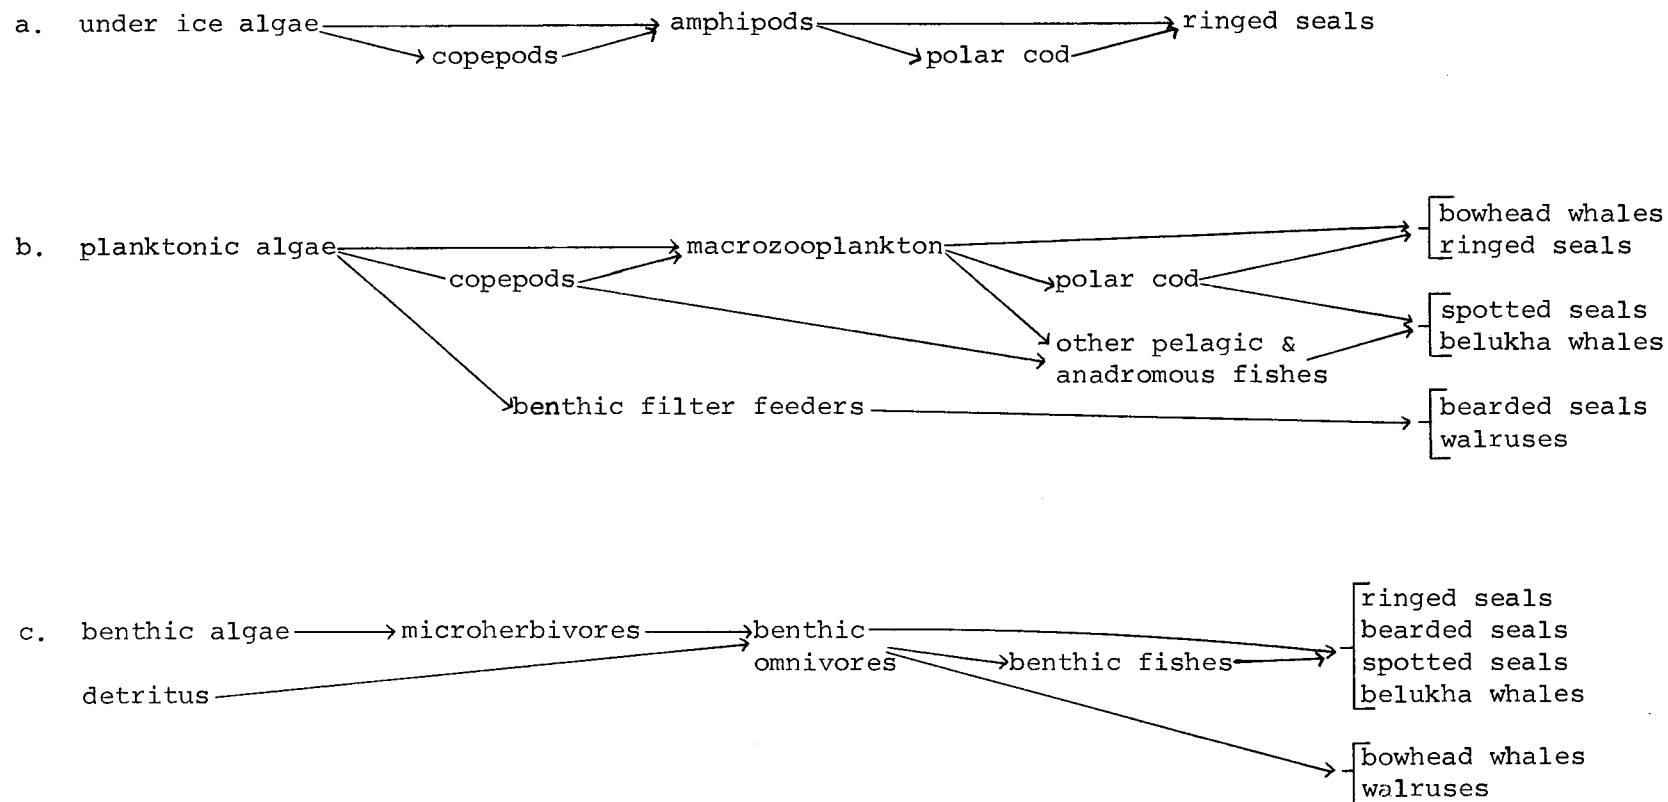 a. under ice algae amphipods ringed seals
copepods polar cod
bowhead whales
b. planktonic algae macrozooplankton ringed seals
copepods polar cod
spotted seals
other pelagic & belukha whales
anadromous fishes
benthic filter feeders bearded seals
walruses
ringed seals
c. benthic algae microherbivores benthic bearded seals
omnivores benthic fishes spotted seals
detritus belukha whales
bowhead whales
walruses